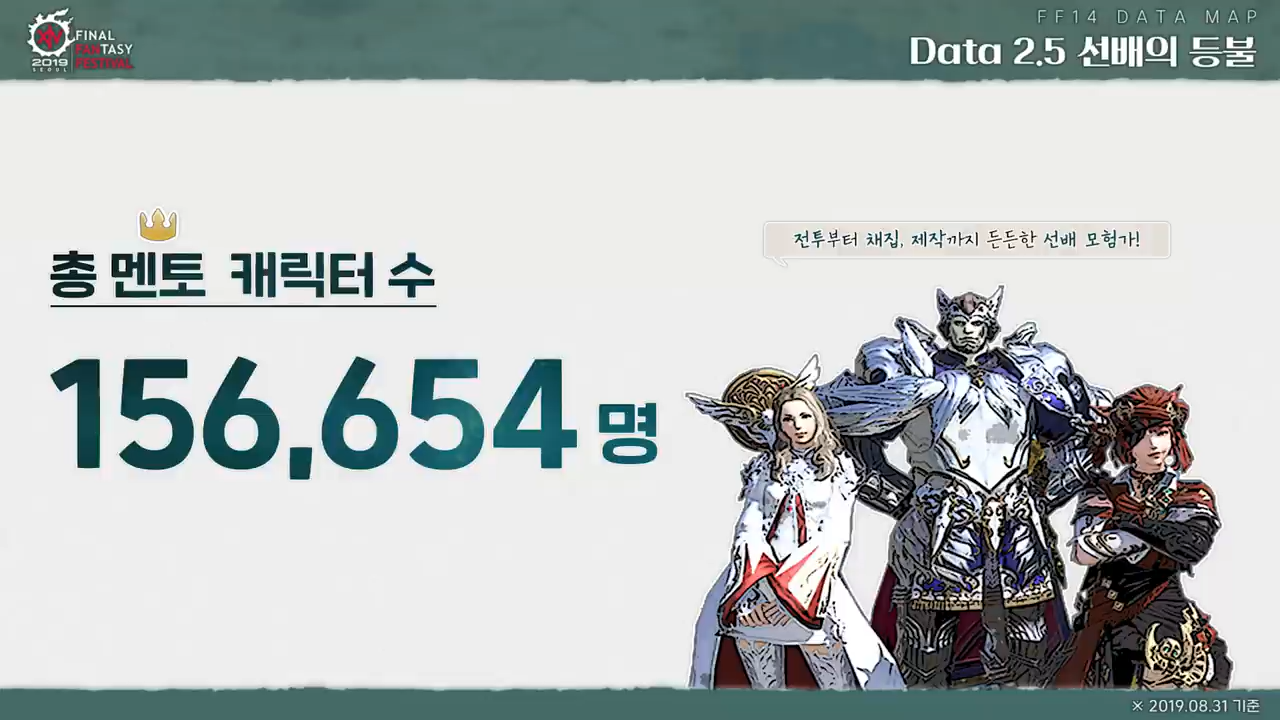 XIV
FINAL
FANTASY
FESTIVAL
2019
SEOUL
FF14 DATA MAP
Data 2.5 선배의 등불
총 멘토 캐릭터 수
156,654 명
전투부터 채집, 제작까지 든든한 선배 모험가!
※ 2019.08.31 기준